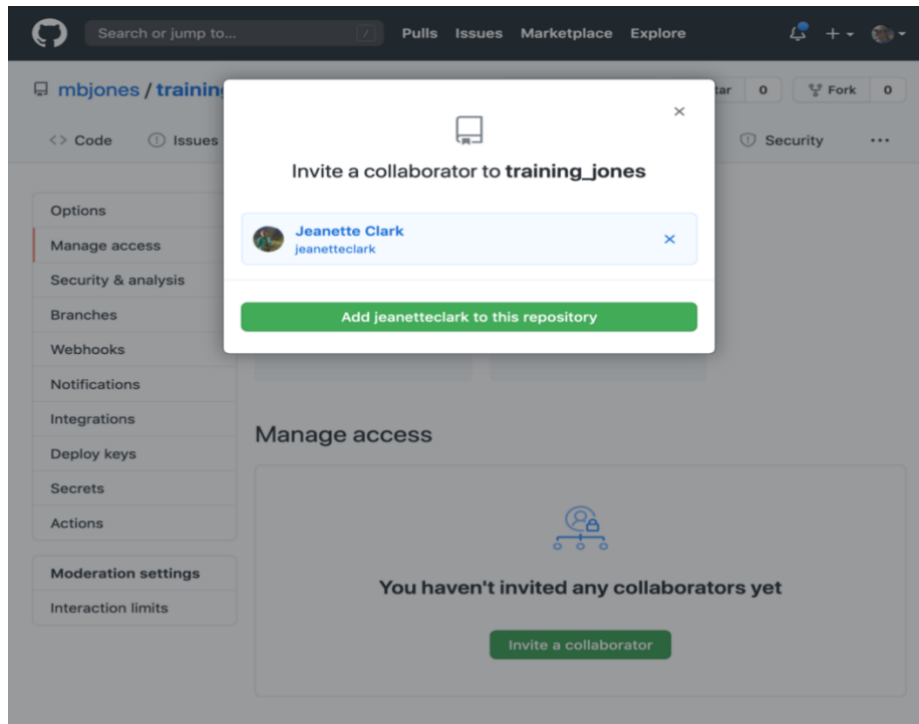 Search or jump to... /
Pulls Issues Marketplace Explore
mbjones / training
tar 0 Fork 0
<> Code Issues Security ...
Invite a collaborator to training_jones
Jeanette Clark
jeanetteclark
Add jeanetteclark to this repository
Options
Manage access
Security & analysis
Branches
Webhooks
Notifications
Integrations
Deploy keys
Secrets
Actions
Moderation settings
Interaction limits
Manage access
You haven't invited any collaborators yet
Invite a collaborator